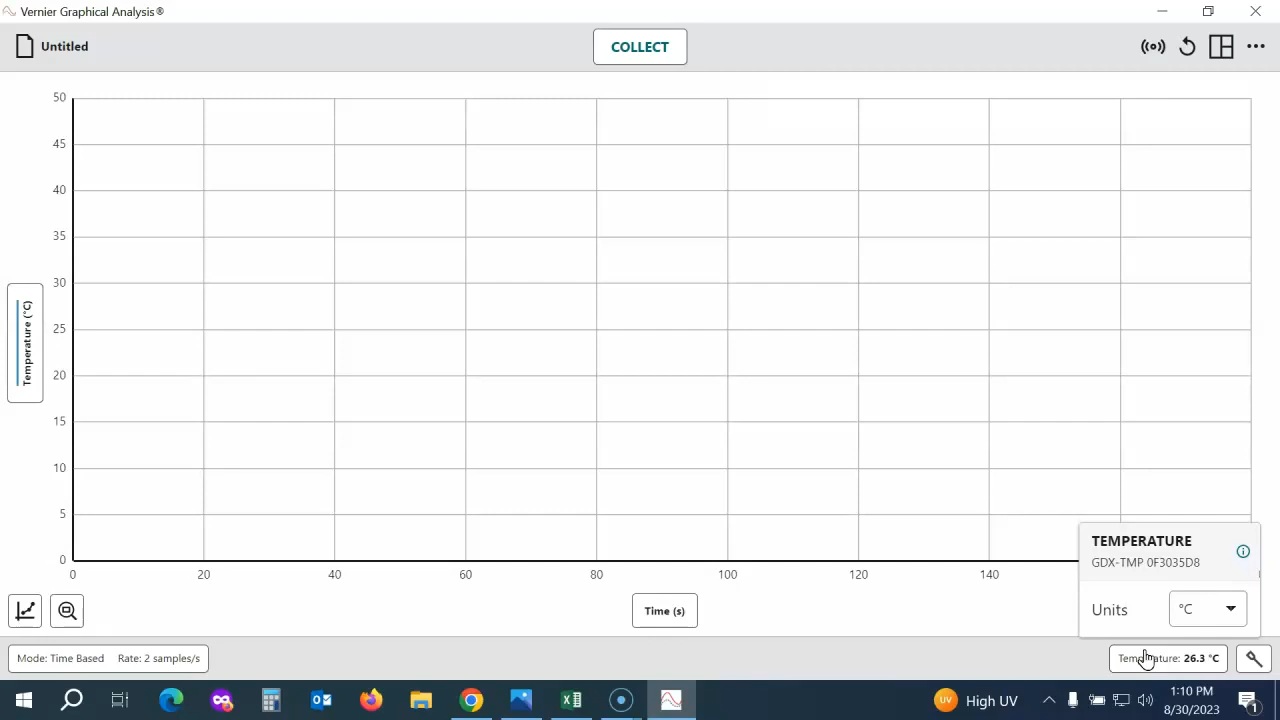 Vernier Graphical Analysis®
Untitled
COLLECT
50
45
40
35
30
25
20
15
10
5
0
Temperature (°C)
0 20 40 60 80 100 120 140
Time (s)
TEMPERATURE
GDX-TMP 0F3035D8
Units °C
Mode: Time Based Rate: 2 samples/s
Temperature: 26.3 °C
UV High UV
1:10 PM
8/30/2023
1